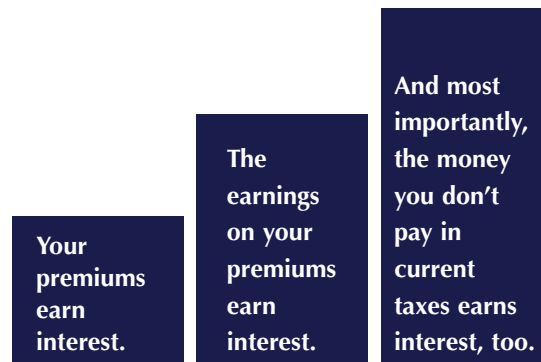 Your
premiums
earn
interest.
The
earnings
on your
premiums
earn
interest.
And most
importantly,
the money
you don’t
pay in
current
taxes earns
interest, too.